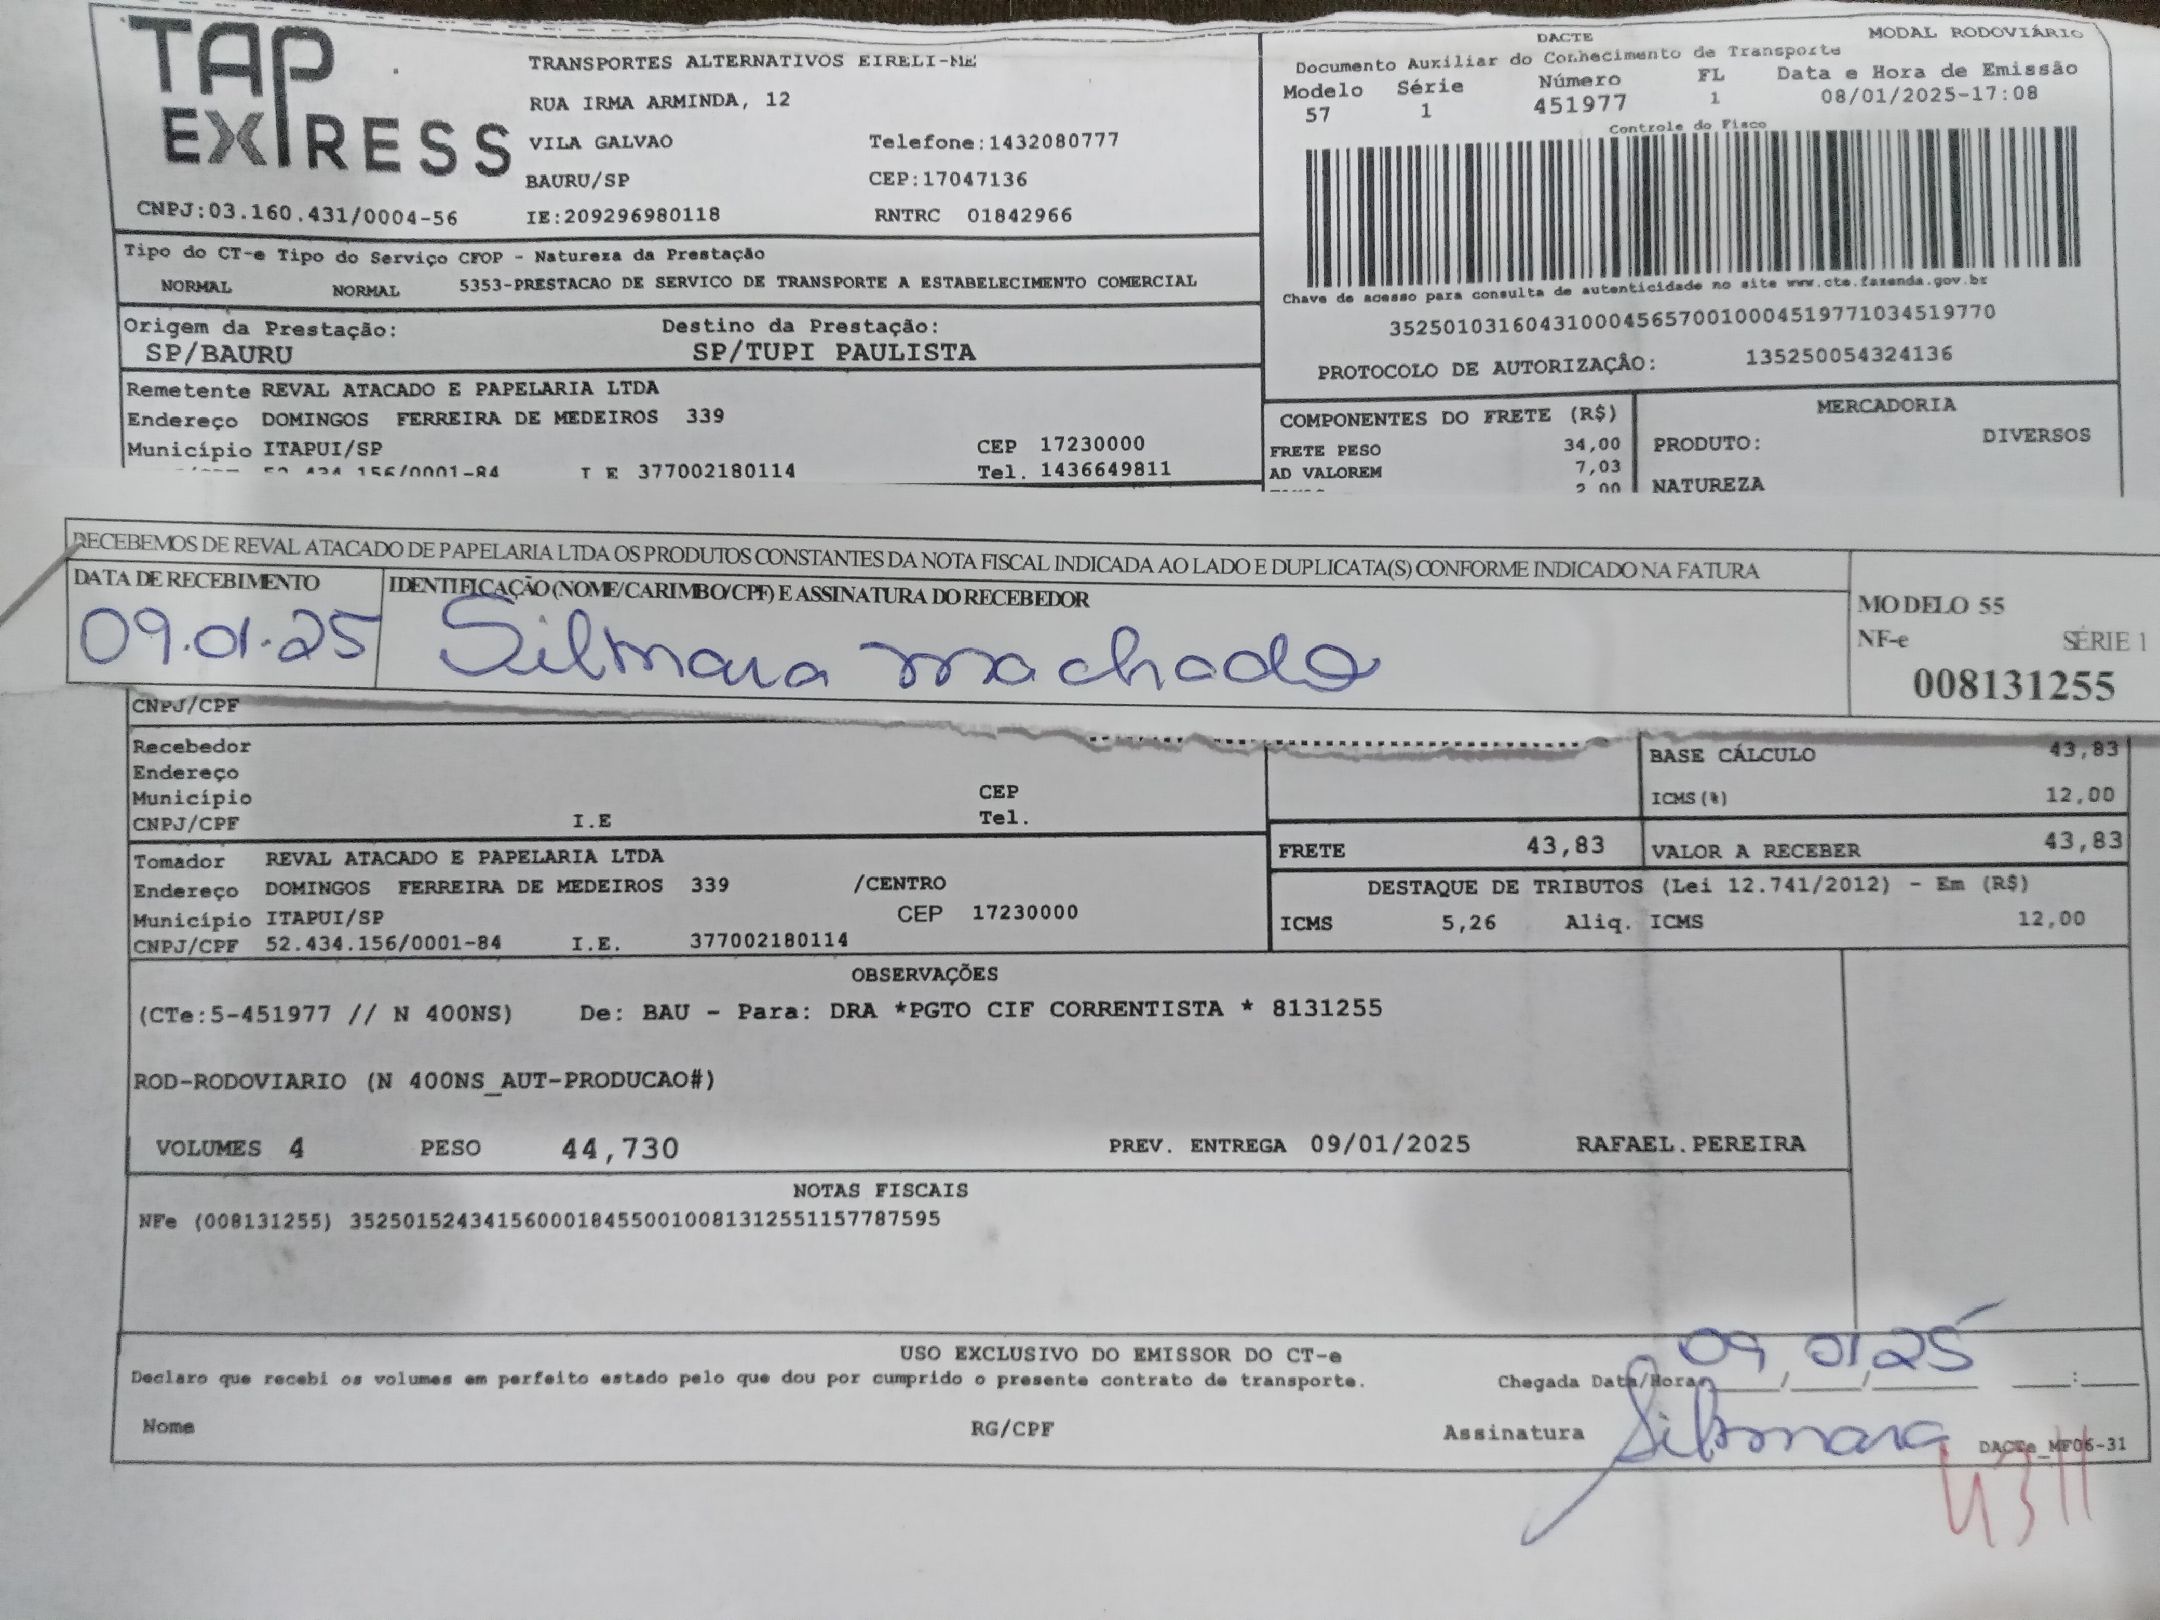 TAP
EXPRESS
TRANSPORTES ALTERNATIVOS EIRELI-ME
RUA IRMA ARMINDA, 12
VILA GALVAO Telefone:1432080777
BAURU/SP CEP:17047136
CNPJ:03.160.431/0004-56 IE:209296980118 RNTRC 01842966
DACTE MODAL RODOVIÁRIO
Documento Auxiliar do Conhecimento de Transporte
Modelo Série Número FL Data e Hora de Emissão
57 1 451977 1 08/01/2025-17:08
Controle do Fisco
Chave de acesso para consulta de autenticidade no site www.cte.fazenda.gov.br
35250103160431000456570010004519771034519770
PROTOCOLO DE AUTORIZAÇÂO: 135250054324136
Tipo do CT-e Tipo do Serviço CFOP - Natureza da Prestação
NORMAL NORMAL 5353-PRESTACAO DE SERVICO DE TRANSPORTE A ESTABELECIMENTO COMERCIAL
Origem da Prestação: Destino da Prestação:
SP/BAURU SP/TUPI PAULISTA
Remetente REVAL ATACADO E PAPELARIA LTDA
Endereço DOMINGOS FERREIRA DE MEDEIROS 339
Município ITAPUI/SP CEP 17230000
52.434.156/0001-84 I E 377002180114 Tel. 1436649811
COMPONENTES DO FRETE (R$)
FRETE PESO 34,00
AD VALOREM 7,03
2,00
MERCADORIA
PRODUTO: DIVERSOS
NATUREZA
RECEBEMOS DE REVAL ATACADO DE PAPELARIA LTDA OS PRODUTOS CONSTANTES DA NOTA FISCAL INDICADA AO LADO E DUPLICATA(S) CONFORME INDICADO NA FATURA
DATA DE RECEBIMENTO IDENTIFICAÇÃO (NOME/CARIMBO/CPF) E ASSINATURA DO RECEBEDOR
09.01.25 Silmara machado
MODELO 55
NF-e SÉRIE 1
008131255
CNPJ/CPF
Recebedor
Endereço
Município CEP
CNPJ/CPF I.E Tel.
BASE CÁLCULO 43,83
ICMS(%) 12,00
FRETE 43,83 VALOR A RECEBER 43,83
Tomador REVAL ATACADO E PAPELARIA LTDA
Endereço DOMINGOS FERREIRA DE MEDEIROS 339 /CENTRO
Município ITAPUI/SP CEP 17230000
CNPJ/CPF 52.434.156/0001-84 I.E. 377002180114
DESTAQUE DE TRIBUTOS (Lei 12.741/2012) - Em (R$)
ICMS 5,26 Aliq. ICMS 12,00
OBSERVAÇÕES
(CTe:5-451977 // N 400NS) De: BAU - Para: DRA *PGTO CIF CORRENTISTA * 8131255
ROD-RODOVIARIO (N 400NS_AUT-PRODUCAO#)
VOLUMES 4 PESO 44,730 PREV. ENTREGA 09/01/2025 RAFAEL.PEREIRA
NOTAS FISCAIS
NFe (008131255) 35250152434156000184550010081312551157787595
USO EXCLUSIVO DO EMISSOR DO CT-e
Declaro que recebi os volumes em perfeito estado pelo que dou por cumprido o presente contrato de transporte. Chegada Data/Hora ____/____/______ ____:____
09 01 25
Nome RG/CPF Assinatura Silmara DACTe_MF06-31